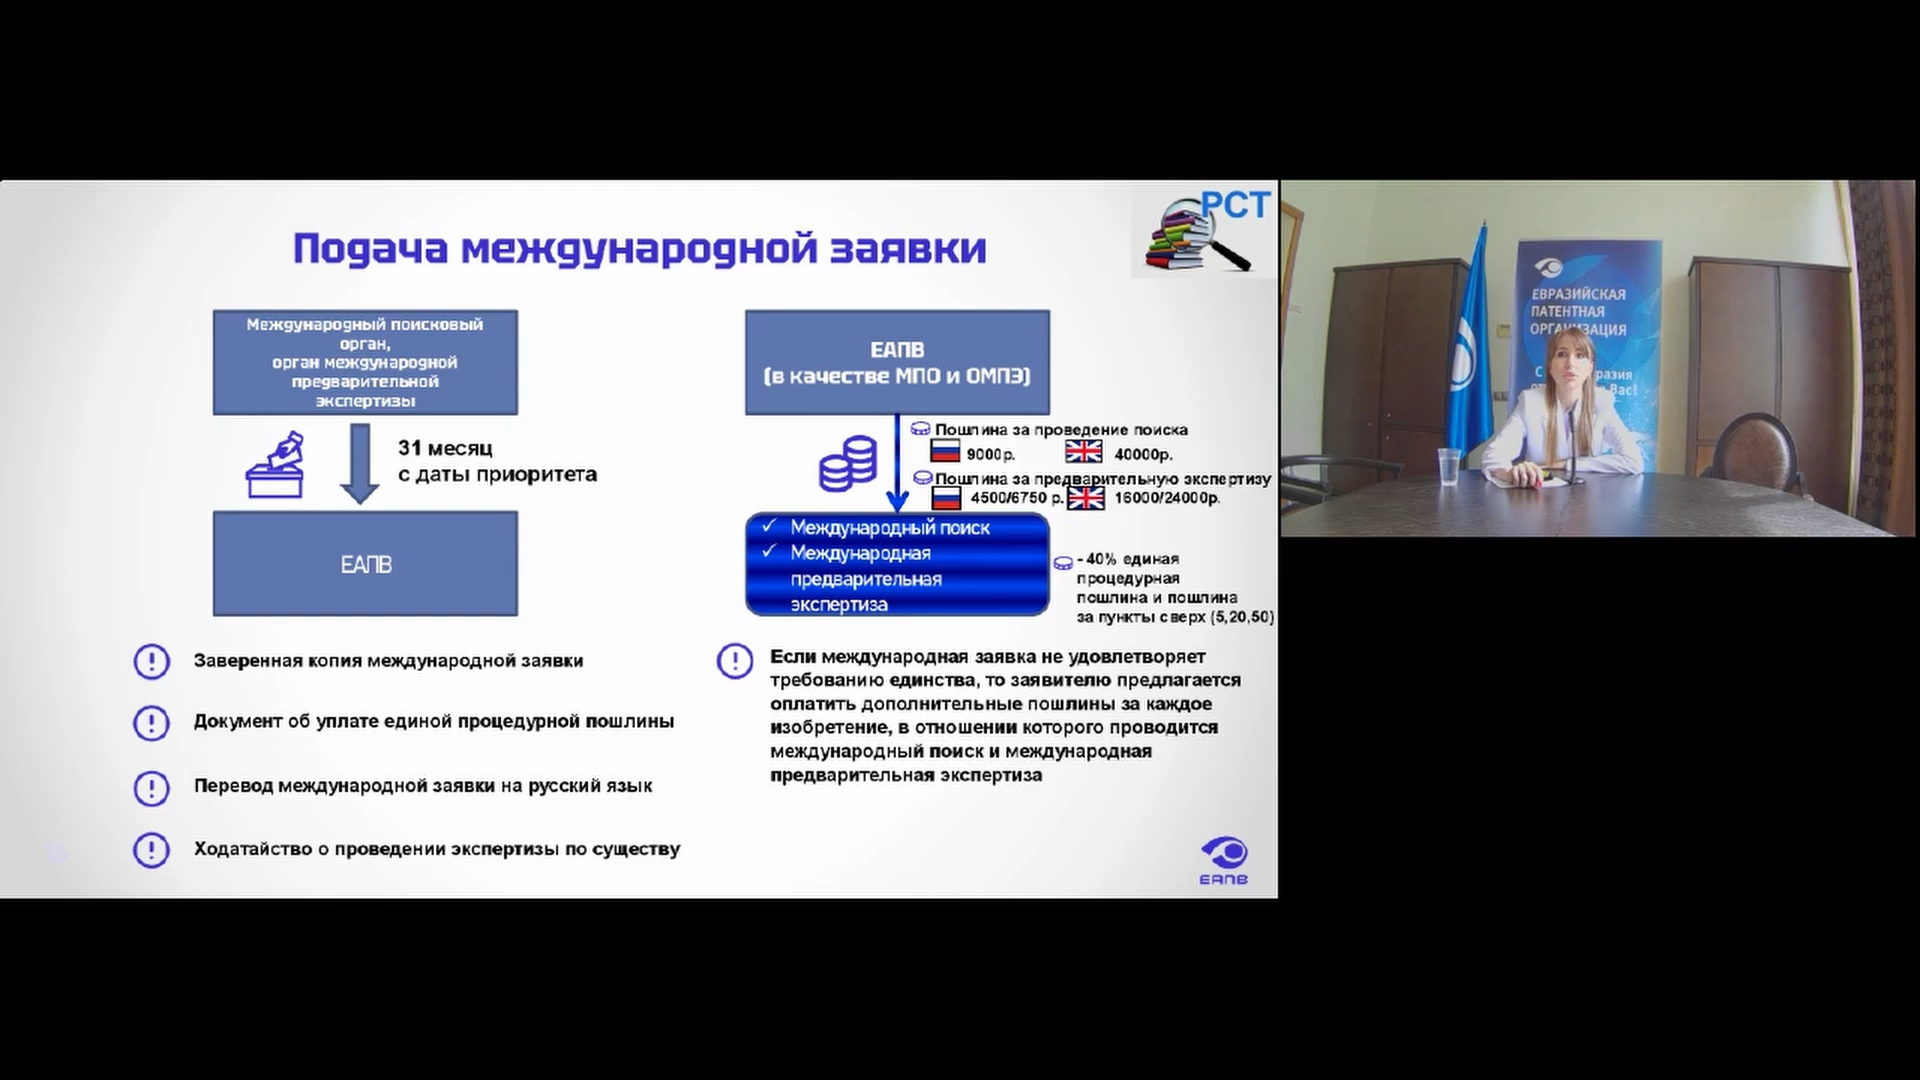 PCT
Подача международной заявки
Международный поисковый
орган,
орган международной
предварительной
экспертизы
31 месяц
с даты приоритета
ЕАПВ
Заверенная копия международной заявки
Документ об уплате единой процедурной пошлины
Перевод международной заявки на русский язык
Ходатайство о проведении экспертизы по существу
ЕАПВ
(в качестве МПО и ОМПЭ)
Пошлина за проведение поиска
9000р.
40000р.
Пошлина за предварительную экспертизу
4500/6750 р.
16000/24000р.
✓ Международный поиск
✓ Международная
предварительная
экспертиза
- 40% единая
процедурная
пошлина и пошлина
за пункты сверх (5,20,50)
Если международная заявка не удовлетворяет
требованию единства, то заявителю предлагается
оплатить дополнительные пошлины за каждое
изобретение, в отношении которого проводится
международный поиск и международная
предварительная экспертиза
ЕАПВ
ЕВРАЗИЙСКАЯ
ПАТЕНТНАЯ
ОРГАНИЗАЦИЯ